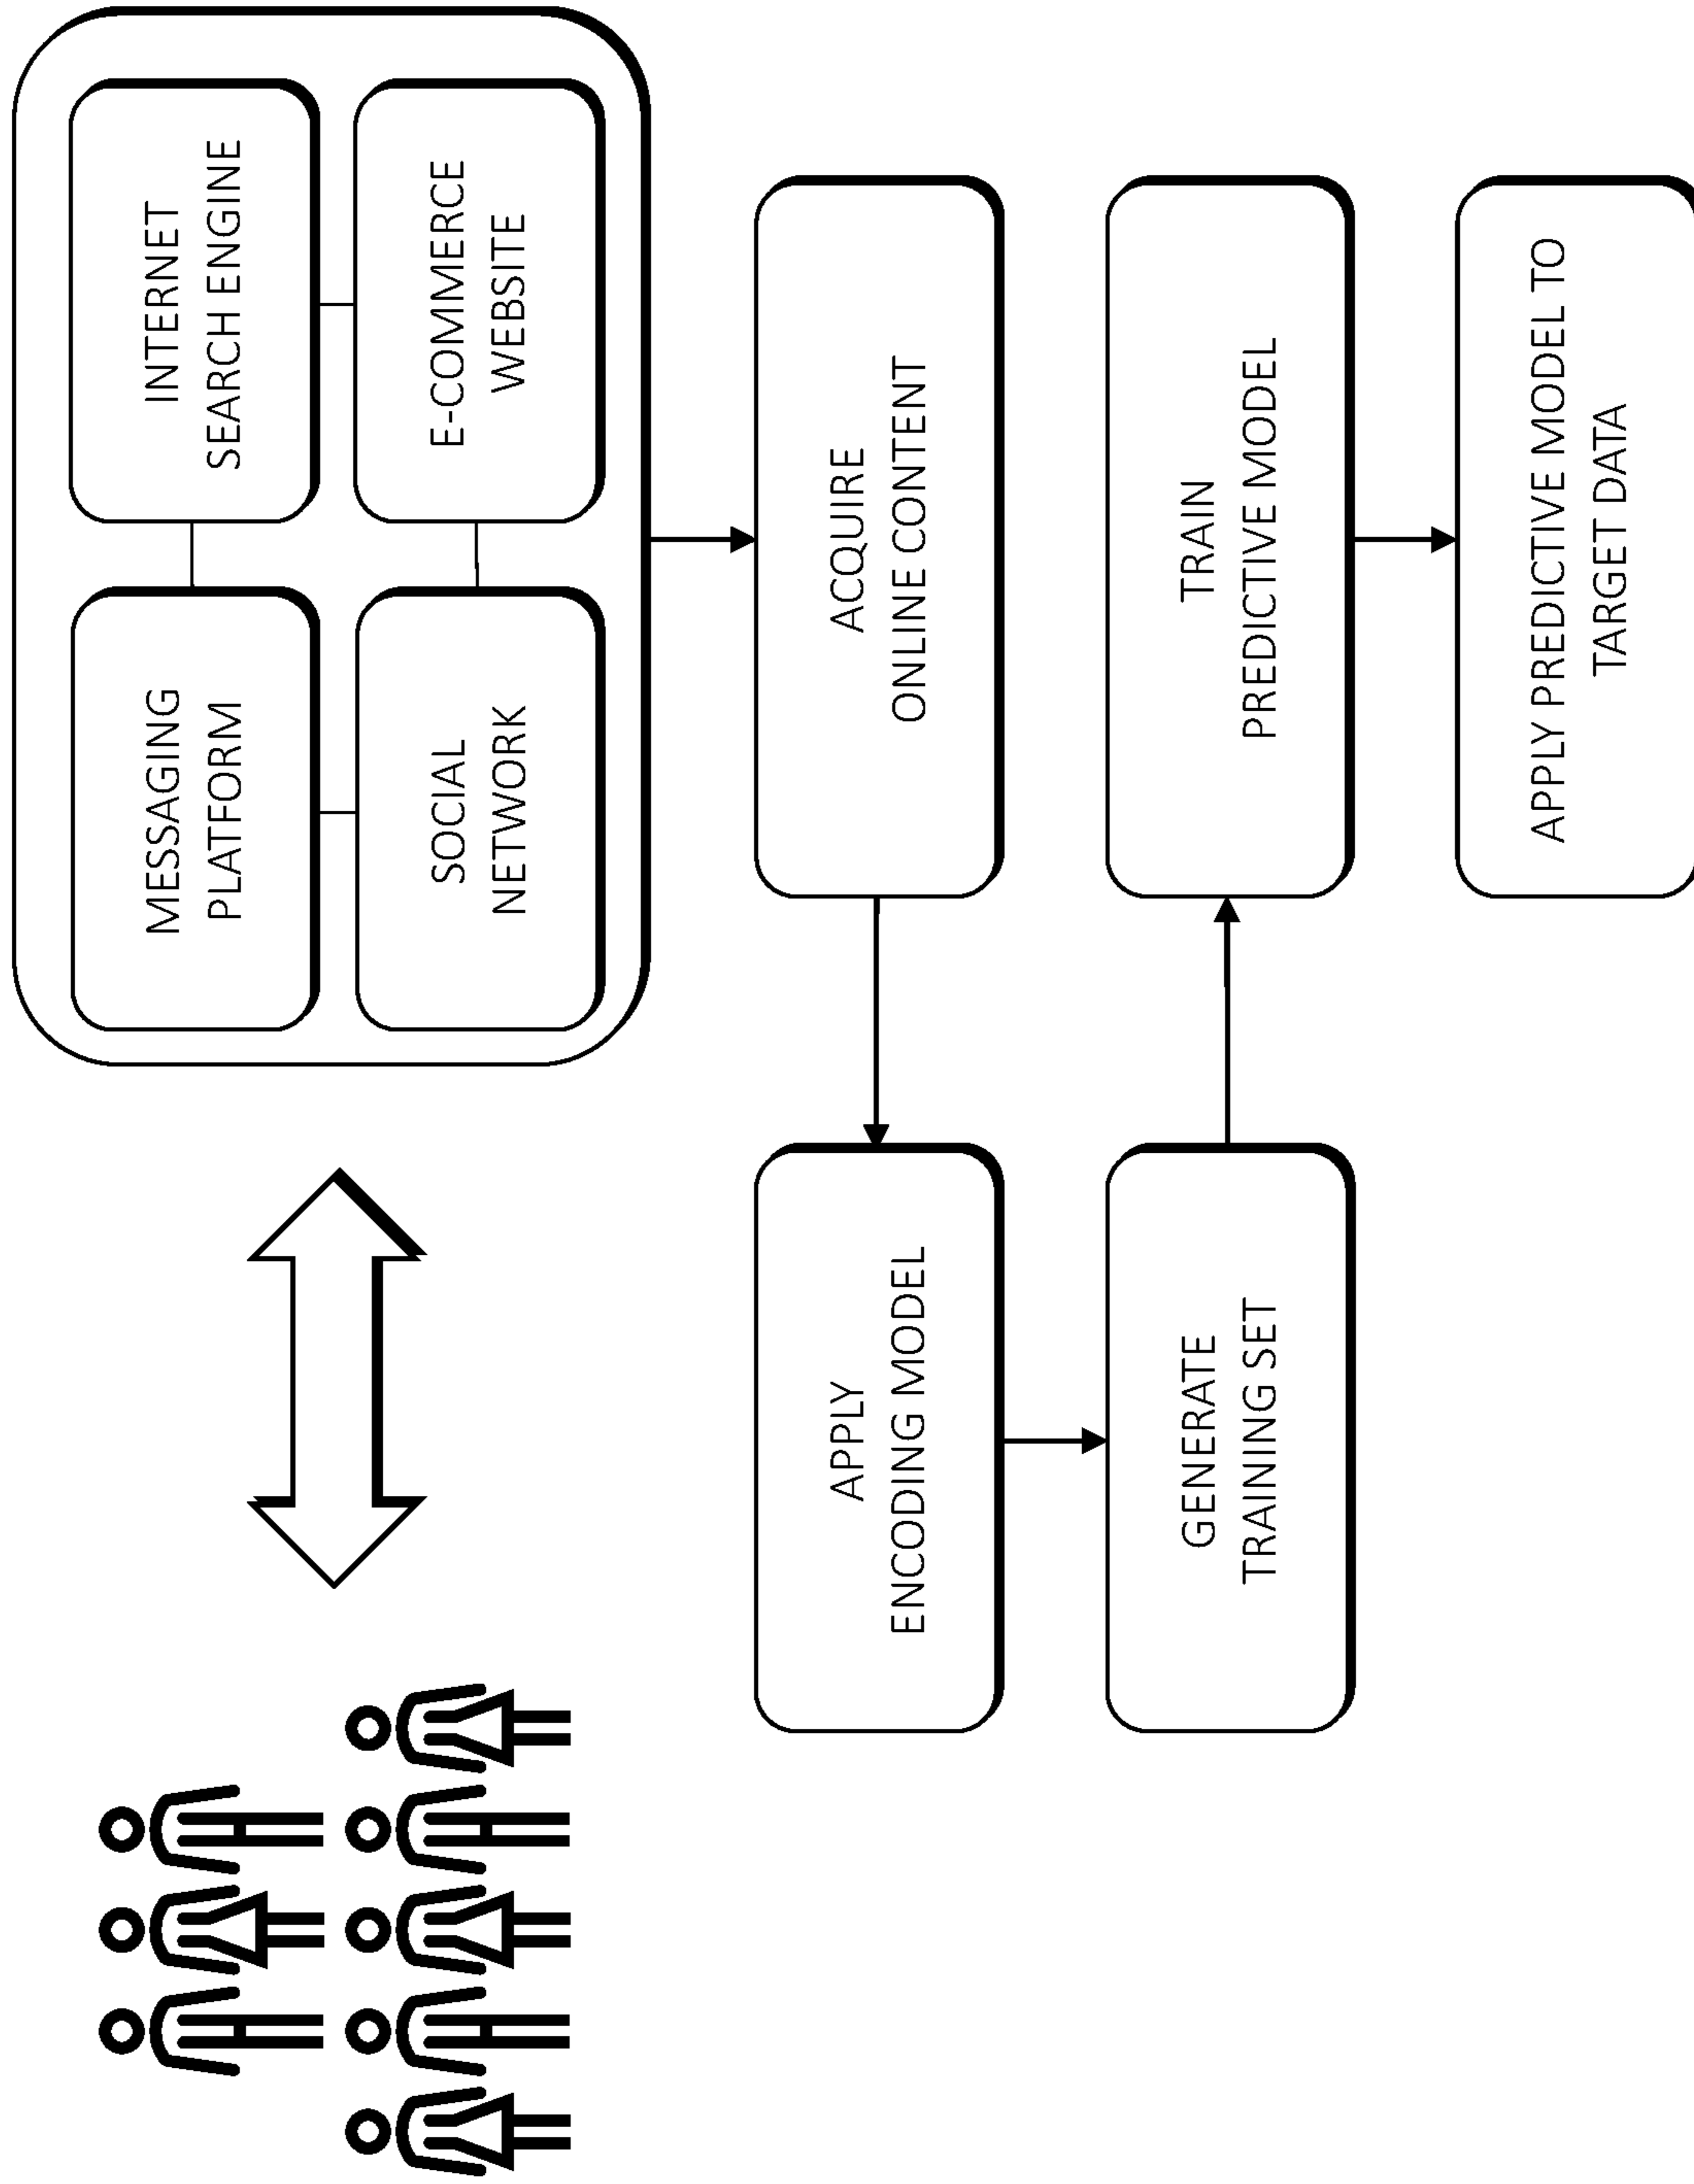 MESSAGING
PLATFORM
INTERNET
SEARCH ENGINE
SOCIAL
NETWORK
E-COMMERCE
WEBSITE
ACQUIRE
ONLINE CONTENT
APPLY
ENCODING MODEL
GENERATE
TRAINING SET
TRAIN
PREDICTIVE MODEL
APPLY PREDICTIVE MODEL TO
TARGET DATA